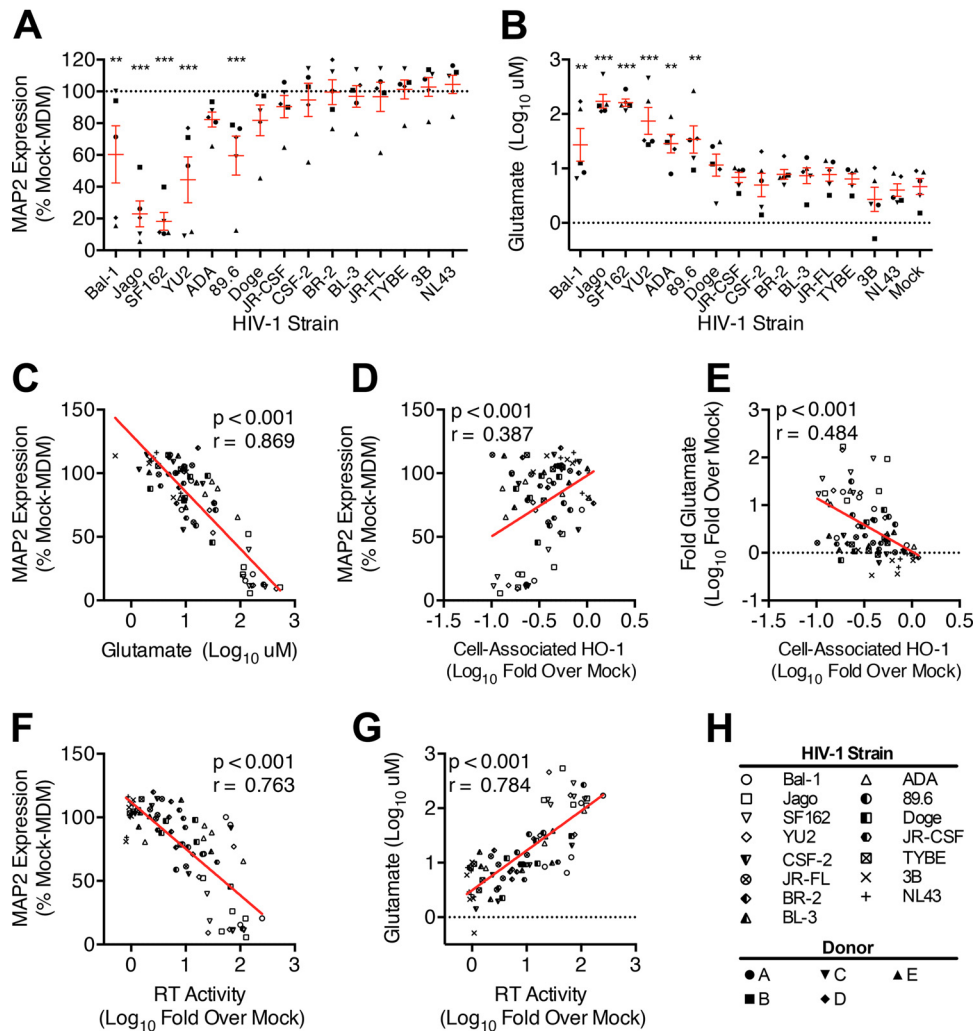 A
B
** *** *** *** ***
** *** *** *** ** **
MAP2 Expression
(% Mock-MDM)
120
100
80
60
40
20
0
Bal-1
Jago
SF162
YU2
ADA
89.6
Doge
JR-CSF
CSF-2
BR-2
BL-3
JR-FL
TYBE
3B
NL43
HIV-1 Strain
Glutamate (Log10 uM)
3
2
1
0
Bal-1
Jago
SF162
YU2
ADA
89.6
Doge
JR-CSF
CSF-2
BR-2
BL-3
JR-FL
TYBE
3B
NL43
Mock
HIV-1 Strain
C
MAP2 Expression
(% Mock-MDM)
150
100
50
0
p < 0.001
r = 0.869
0 1 2 3
Glutamate (Log10 uM)
D
MAP2 Expression
(% Mock-MDM)
150
100
50
0
p < 0.001
r = 0.387
-1.5 -1.0 -0.5 0.0 0.5
Cell-Associated HO-1
(Log10 Fold Over Mock)
E
Fold Glutamate
(Log10 Fold Over Mock)
3
2
1
0
-1
p < 0.001
r = 0.484
-1.5 -1.0 -0.5 0.0 0.5
Cell-Associated HO-1
(Log10 Fold Over Mock)
F
MAP2 Expression
(% Mock-MDM)
150
100
50
0
p < 0.001
r = 0.763
0 1 2 3
RT Activity
(Log10 Fold Over Mock)
G
Glutamate (Log10 uM)
3
2
1
0
p < 0.001
r = 0.784
0 1 2 3
RT Activity
(Log10 Fold Over Mock)
H
HIV-1 Strain
Bal-1 ADA
Jago 89.6
SF162 Doge
YU2 JR-CSF
CSF-2 TYBE
JR-FL 3B
BR-2 NL43
BL-3
Donor
A C E
B D